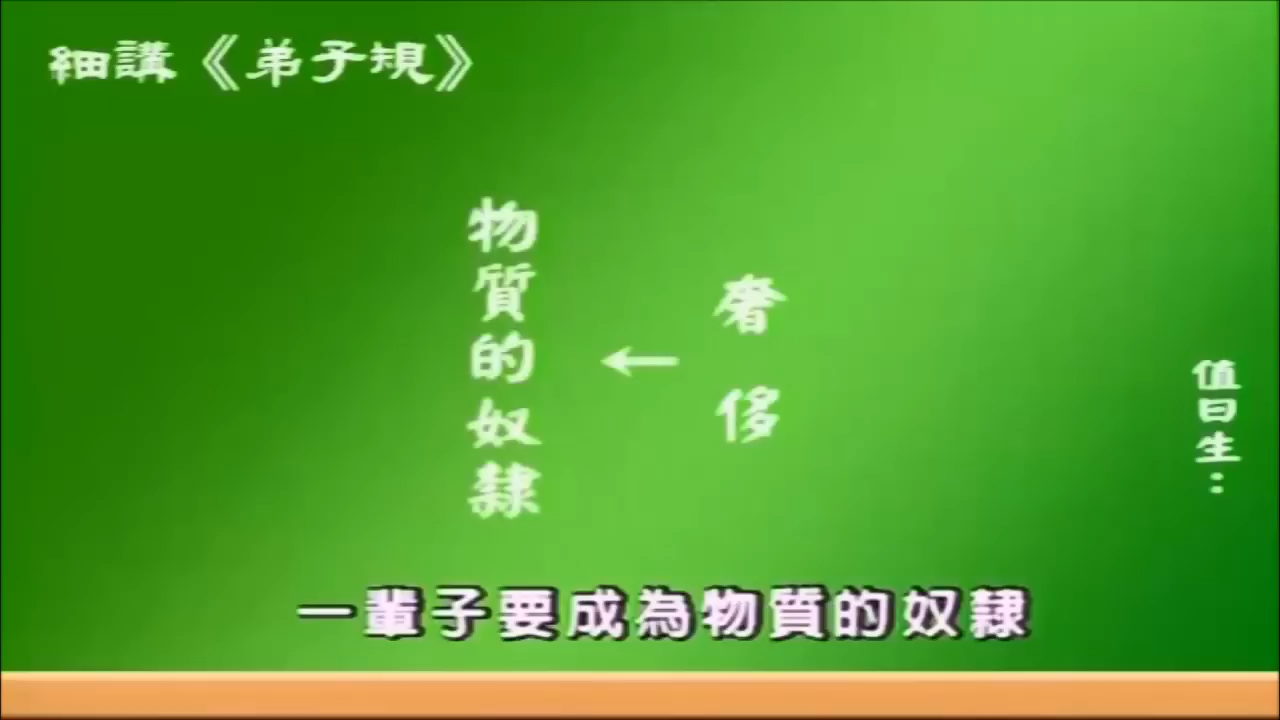 細講《弟子規》
奢侈
←
物質的奴隸
值日生：
一輩子要成為物質的奴隸